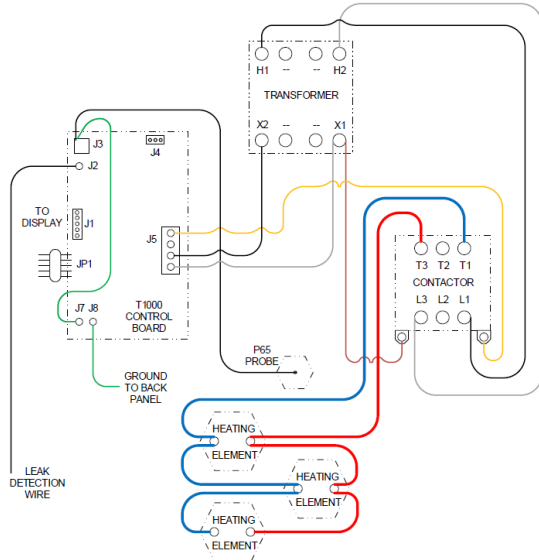 H1 -- -- H2
TRANSFORMER
X2 -- -- X1
J3
J4
J2
TO
DISPLAY
J1
J5
JP1
T1000
CONTROL
BOARD
J7 J8
T3 T2 T1
CONTACTOR
L3 L2 L1
P65
PROBE
GROUND
TO BACK
PANEL
HEATING
ELEMENT
HEATING
ELEMENT
HEATING
ELEMENT
LEAK
DETECTION
WIRE